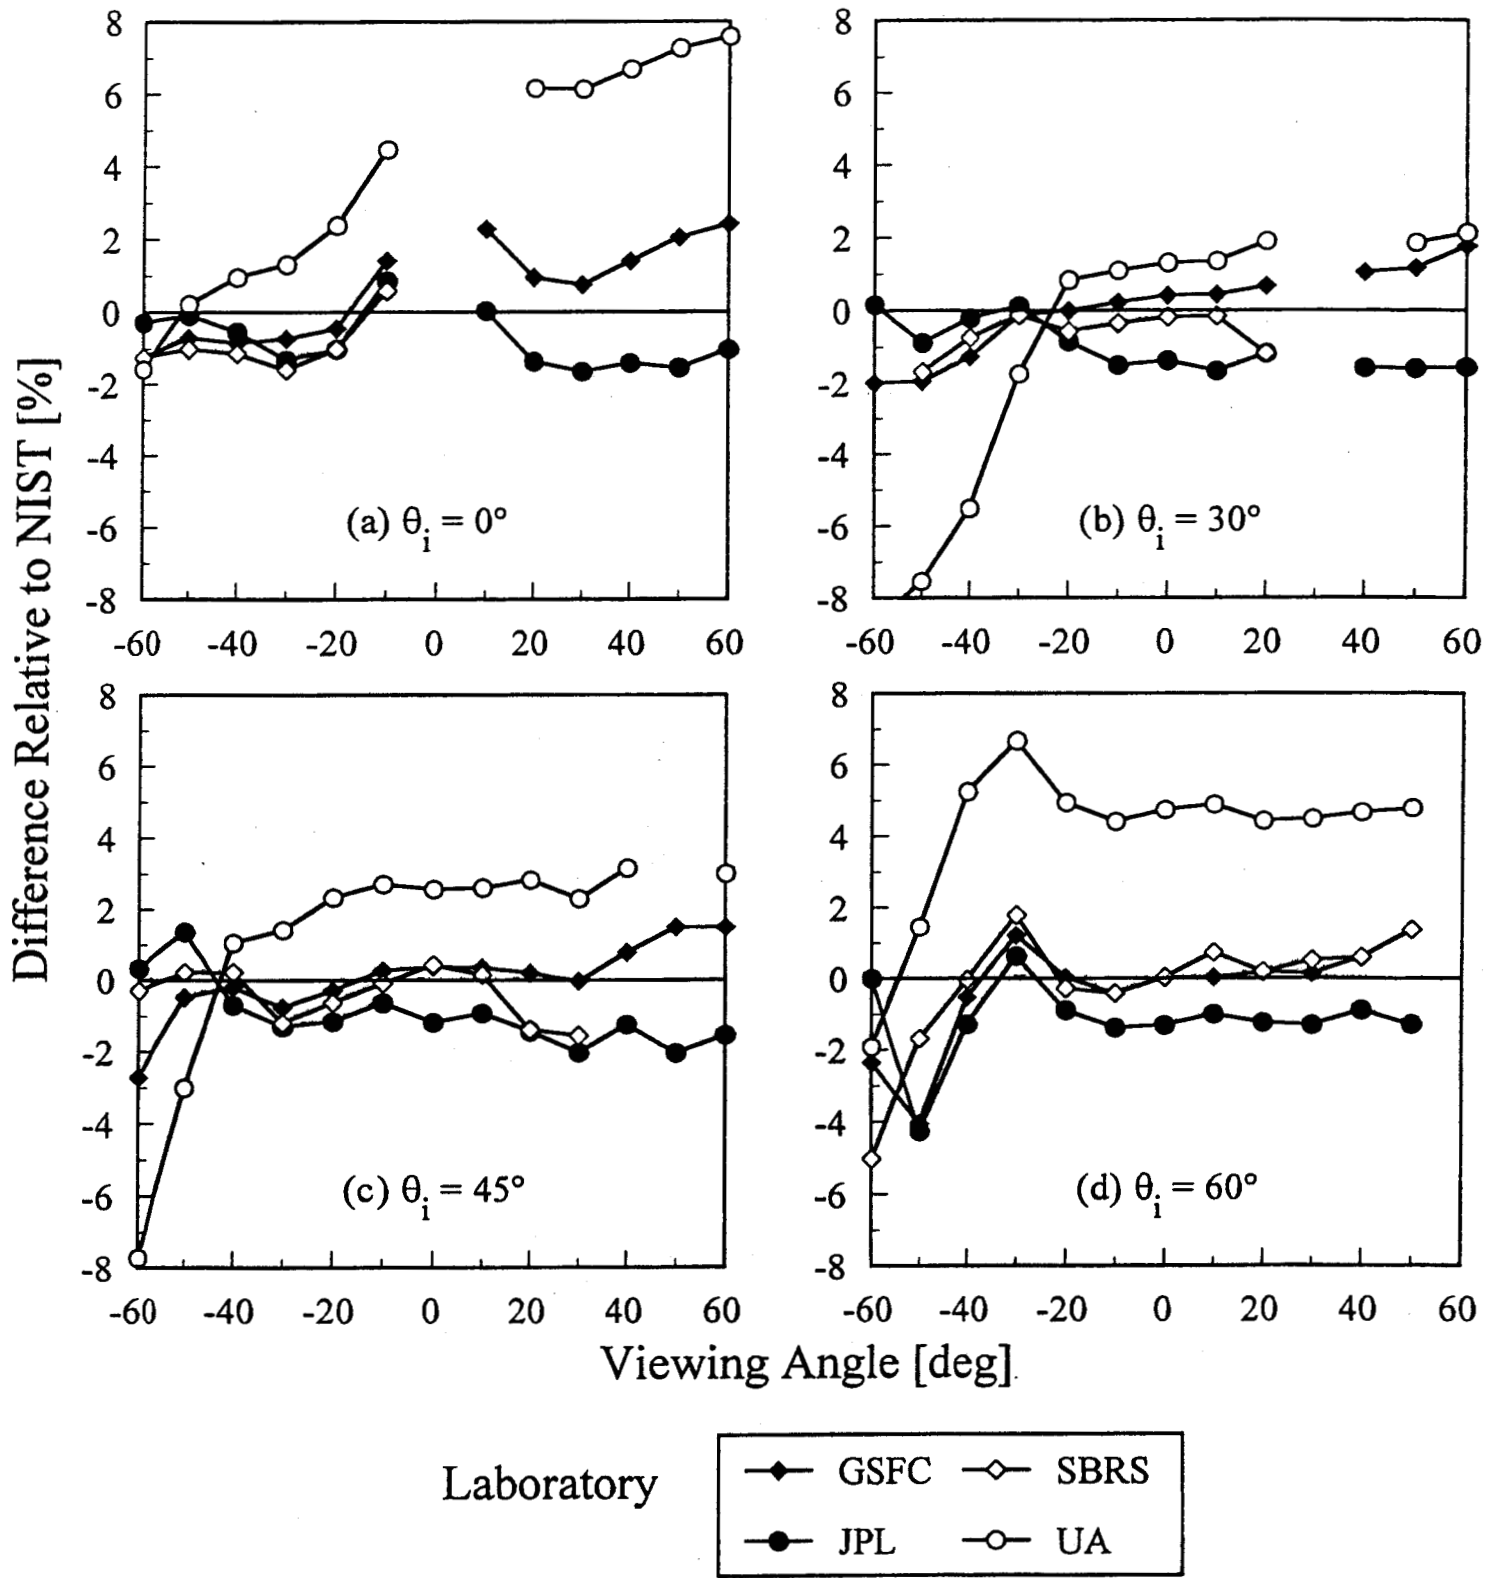 Difference Relative to NIST [%]
8
6
4
2
0
-2
-4
-6
-8
(a) θi = 0°
-60 -40 -20 0 20 40 60
8
6
4
2
0
-2
-4
-6
-8
(b) θi = 30°
-60 -40 -20 0 20 40 60
8
6
4
2
0
-2
-4
-6
-8
(c) θi = 45°
-60 -40 -20 0 20 40 60
8
6
4
2
0
-2
-4
-6
-8
(d) θi = 60°
-60 -40 -20 0 20 40 60
Viewing Angle [deg]
Laboratory
GSFC SBRS
JPL UA